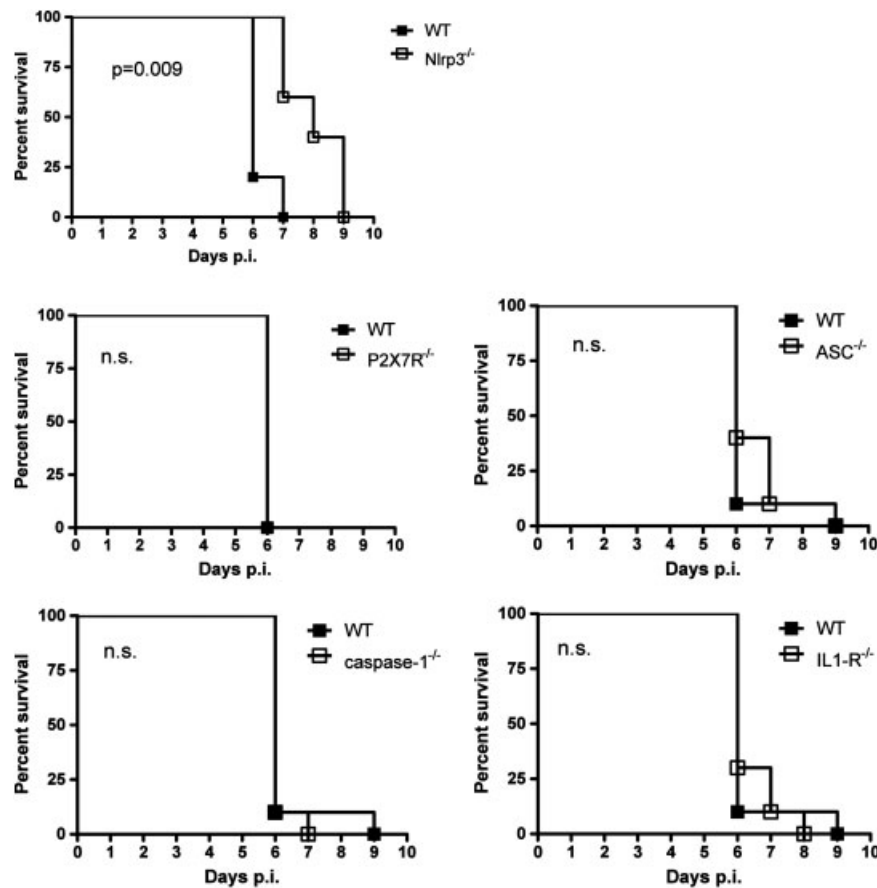 100
75
50
25
0
Percent survival
p=0.009
WT
Nlrp3-/-
0 1 2 3 4 5 6 7 8 9 10
Days p.i.
100
75
50
25
0
Percent survival
n.s.
WT
P2X7R-/-
0 1 2 3 4 5 6 7 8 9 10
Days p.i.
100
75
50
25
0
Percent survival
n.s.
WT
ASC-/-
0 1 2 3 4 5 6 7 8 9 10
Days p.i.
100
75
50
25
0
Percent survival
n.s.
WT
caspase-1-/-
0 1 2 3 4 5 6 7 8 9 10
Days p.i.
100
75
50
25
0
Percent survival
n.s.
WT
IL1-R-/-
0 1 2 3 4 5 6 7 8 9 10
Days p.i.